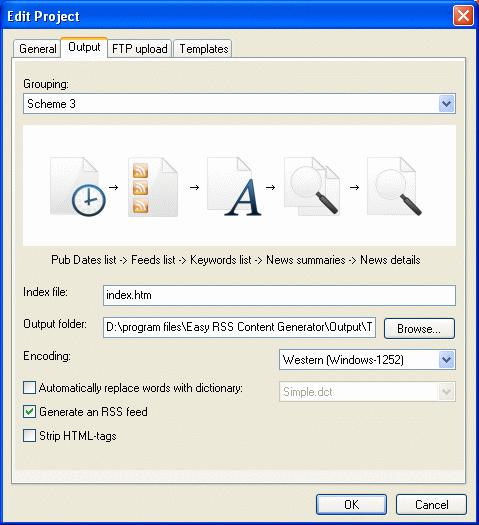 Edit Project
General Output FTP upload Templates
Grouping:
Scheme 3
A
Pub Dates list -> Feeds list -> Keywords list -> News summaries -> News details
Index file: index.htm
Output folder: D:\program files\Easy RSS Content Generator\Output\T Browse...
Encoding: Western (Windows-1252)
Automatically replace words with dictionary: Simple.dct
Generate an RSS feed
Strip HTML-tags
OK Cancel